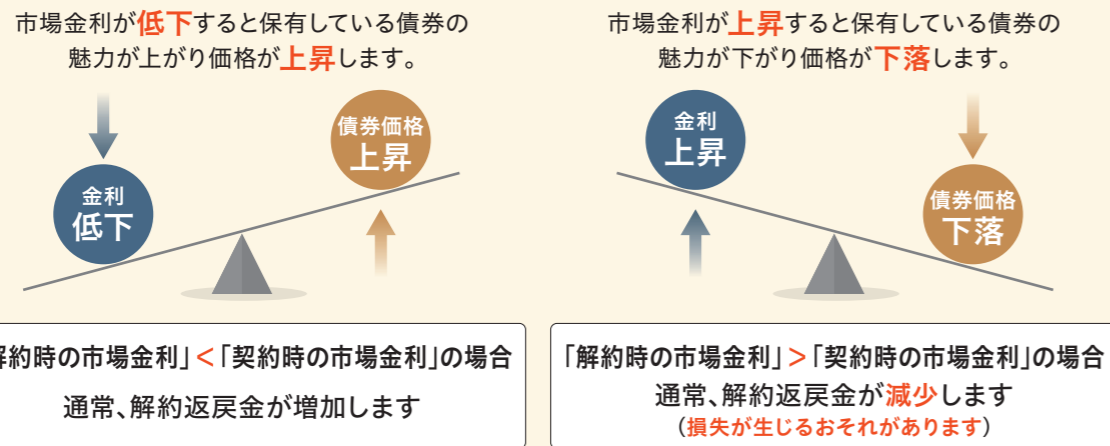 市場金利が低下すると保有している債券の
魅力が上がり価格が上昇します。
金利
低下
債券価格
上昇
解約時の市場金利」<「契約時の市場金利」の場合
通常、解約返戻金が増加します
市場金利が上昇すると保有している債券の
魅力が下がり価格が下落します。
金利
上昇
債券価格
下落
「解約時の市場金利」>「契約時の市場金利」の場合
通常、解約返戻金が減少します
(損失が生じるおそれがあります)